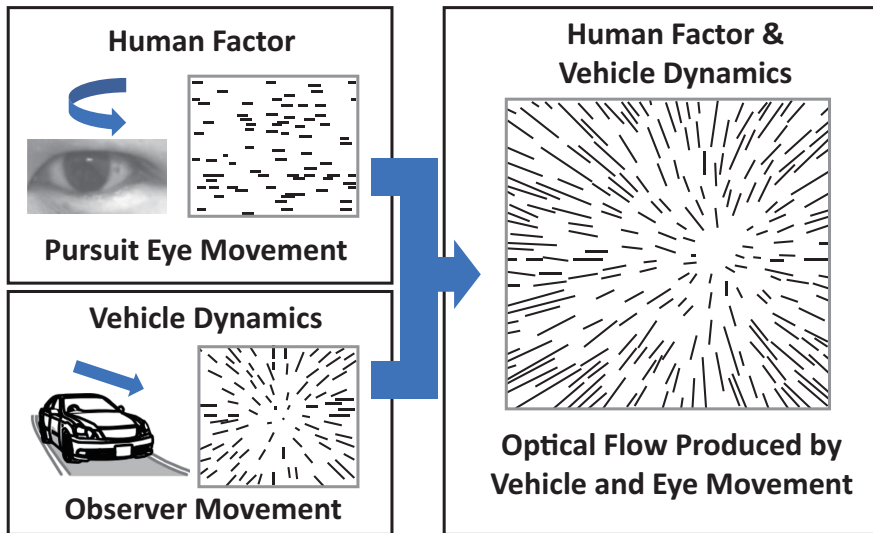 Human Factor
Pursuit Eye Movement
Vehicle Dynamics
Observer Movement
Human Factor &
Vehicle Dynamics
Optical Flow Produced by
Vehicle and Eye Movement